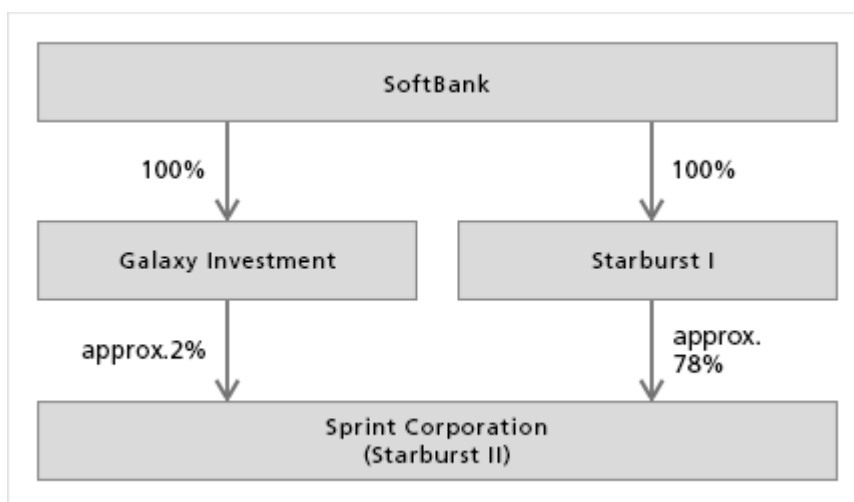 SoftBank
100%
100%
Galaxy Investment
Starburst I
approx.2%
approx.
78%
Sprint Corporation
(Starburst II)